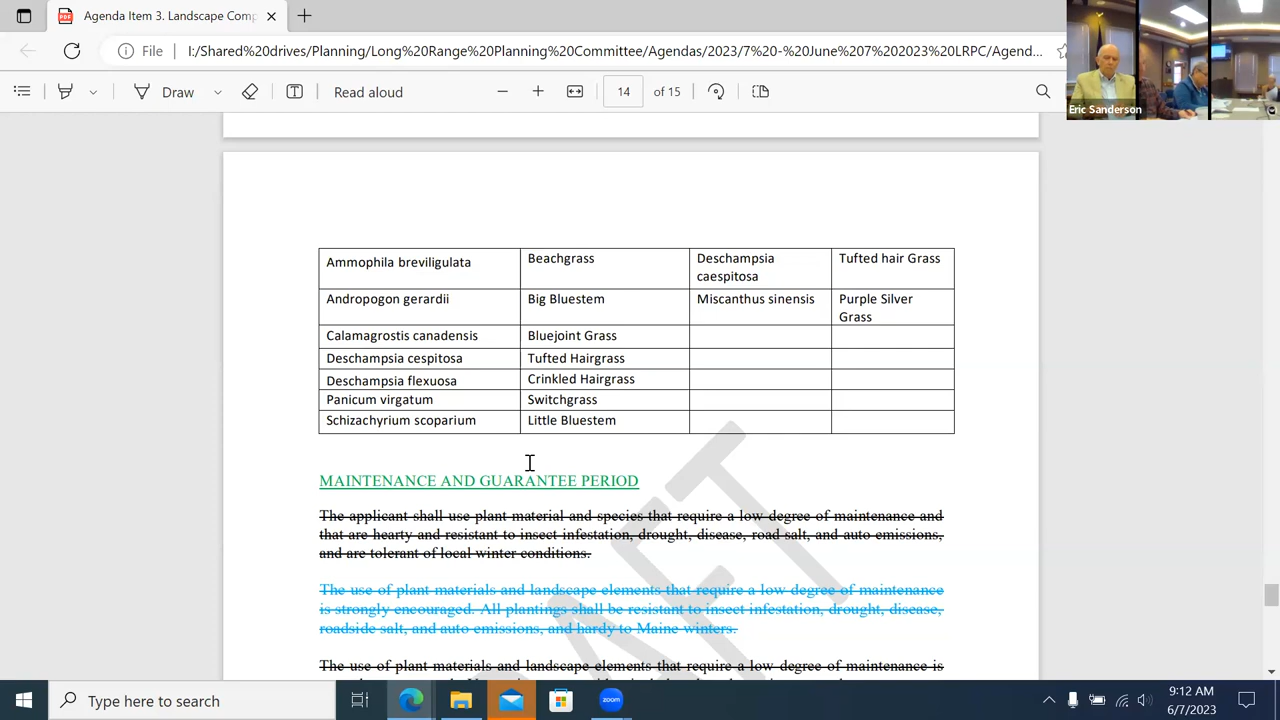 Agenda Item 3. Landscape Comp
File
I:/Shared%20drives/Planning/Long%20Range%20Planning%20Committee/Agendas/2023/7%20-%20June%207%202023%20LRPC/Agend...
Draw
Read aloud
14 of 15
Eric Sanderson
Ammophila breviligulata Beachgrass Deschampsia caespitosa Tufted hair Grass
Andropogon gerardii Big Bluestem Miscanthus sinensis Purple Silver Grass
Calamagrostis canadensis Bluejoint Grass
Deschampsia cespitosa Tufted Hairgrass
Deschampsia flexuosa Crinkled Hairgrass
Panicum virgatum Switchgrass
Schizachyrium scoparium Little Bluestem
MAINTENANCE AND GUARANTEE PERIOD
The applicant shall use plant material and species that require a low degree of maintenance and
that are hearty and resistant to insect infestation, drought, disease, road salt, and auto emissions,
and are tolerant of local winter conditions.
The use of plant materials and landscape elements that require a low degree of maintenance
is strongly encouraged. All plantings shall be resistant to insect infestation, drought, disease,
roadside salt, and auto emissions, and hardy to Maine winters.
The use of plant materials and landscape elements that require a low degree of maintenance is
Type here to search
zoom
9:12 AM
6/7/2023